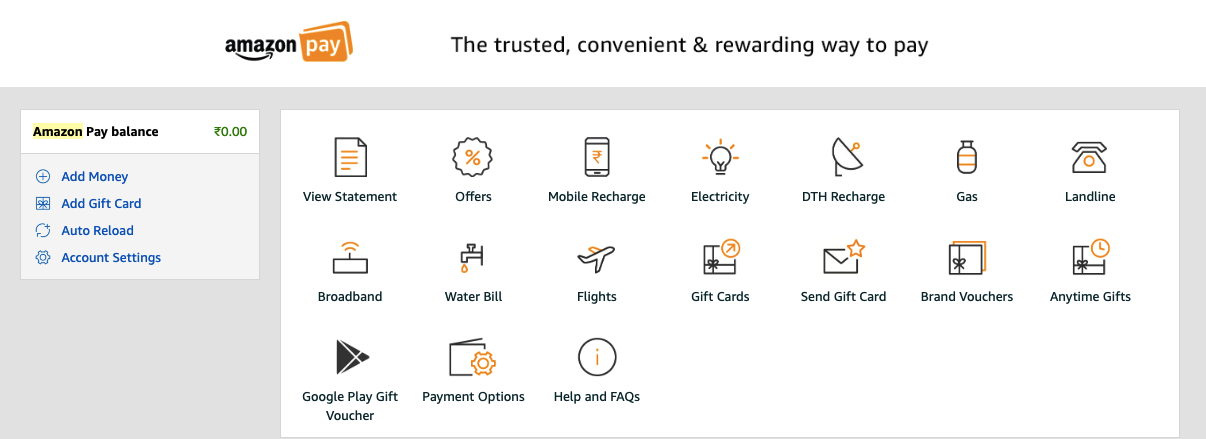 amazon pay
The trusted, convenient & rewarding way to pay
Amazon Pay balance ₹0.00
Add Money
Add Gift Card
Auto Reload
Account Settings
View Statement
Offers
Mobile Recharge
Electricity
DTH Recharge
Gas
Landline
Broadband
Water Bill
Flights
Gift Cards
Send Gift Card
Brand Vouchers
Anytime Gifts
Google Play Gift
Voucher
Payment Options
Help and FAQs